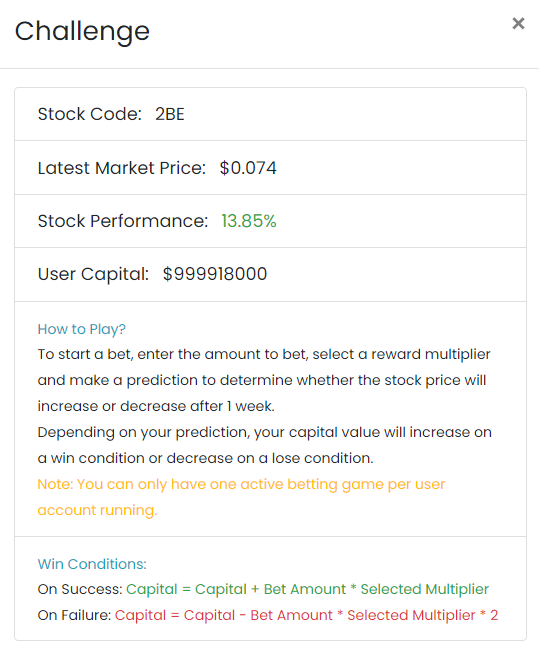 Challenge ×
Stock Code: 2BE
Latest Market Price: $0.074
Stock Performance: 13.85%
User Capital: $999918000
How to Play?
To start a bet, enter the amount to bet, select a reward multiplier
and make a prediction to determine whether the stock price will
increase or decrease after 1 week.
Depending on your prediction, your capital value will increase on
a win condition or decrease on a lose condition.
Note: You can only have one active betting game per user
account running.
Win Conditions:
On Success: Capital = Capital + Bet Amount * Selected Multiplier
On Failure: Capital = Capital - Bet Amount * Selected Multiplier * 2